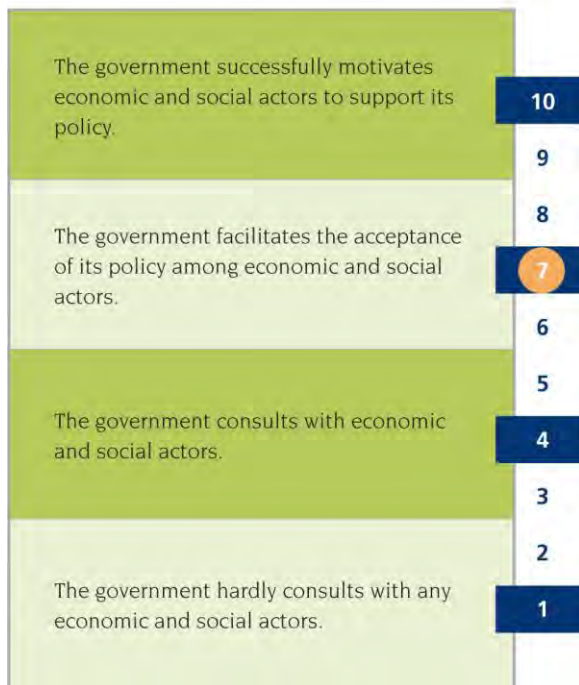 The government successfully motivates
economic and social actors to support its
policy.
10
9
8
The government facilitates the acceptance
of its policy among economic and social
actors.
7
6
5
The government consults with economic
and social actors.
4
3
2
The government hardly consults with any
economic and social actors.
1